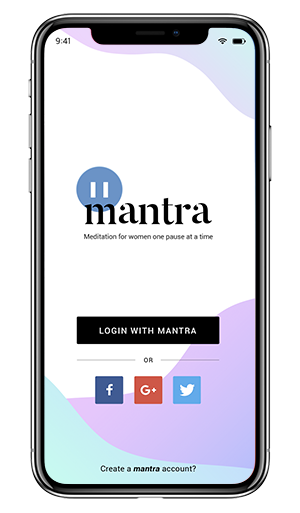 9:41
mantra
Meditation for women one pause at a time
LOGIN WITH MANTRA
OR
f
G+
Create a mantra account?